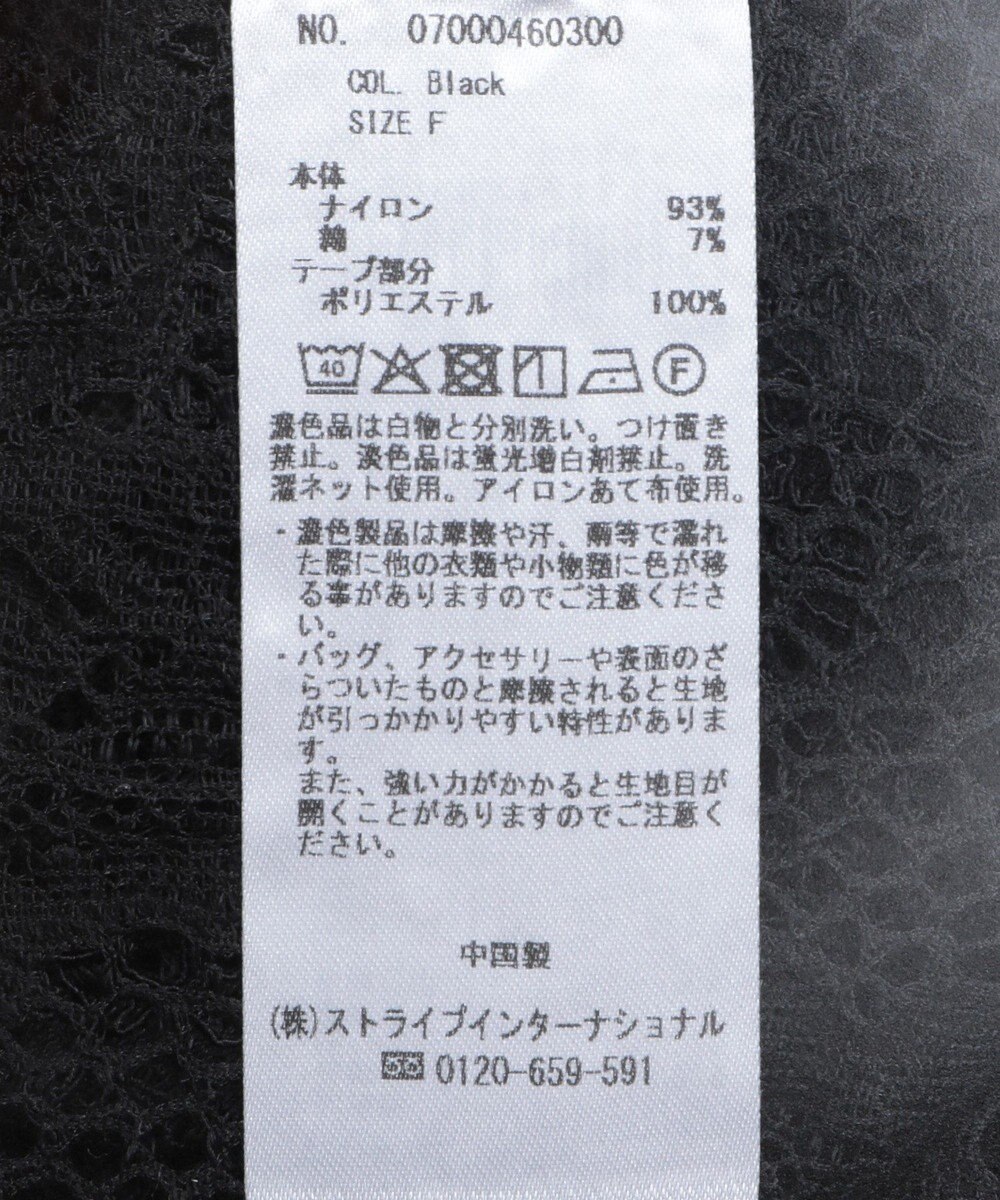 NO. 07000460300
COL. Black
SIZE F
本体
ナイロン 93%
綿 7%
テープ部分
ポリエステル 100%
40 F
濃色品は白物と分別洗い。つけ置き
禁止。淡色品は蛍光増白剤禁止。洗
濯ネット使用。アイロンあて布使用。
・濃色製品は摩擦や汗、雨等で濡れ
た際に他の衣類や小物類に色が移
る事がありますのでご注意くださ
い。
・バッグ、アクセサリーや表面のざ
らついたものと摩擦されると生地
が引っかかりやすい特性がありま
す。
また、強い力がかかると生地目が
開くことがありますのでご注意く
ださい。
中国製
(株)ストライプインターナショナル
0120-659-591